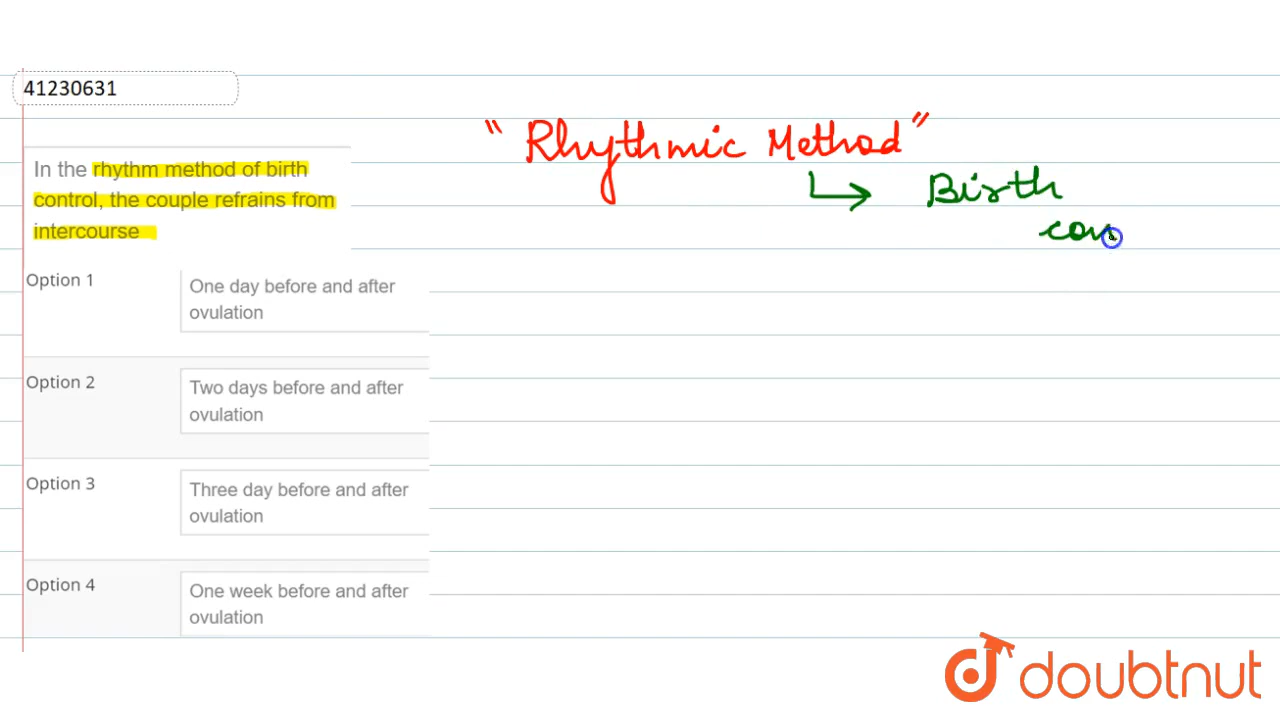 41230631
"Rhythmic Method"
Birth
con
In the rhythm method of birth
control, the couple refrains from
intercourse
Option 1
One day before and after
ovulation
Option 2
Two days before and after
ovulation
Option 3
Three day before and after
ovulation
Option 4
One week before and after
ovulation
doubtnut